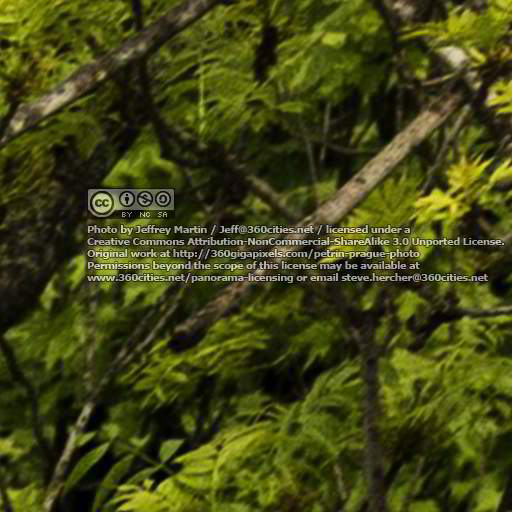 cc
BY NC SA
Photo by Jeffrey Martin / Jeff@360cities.net / licensed under a
Creative Commons Attribution-NonCommercial-ShareAlike 3.0 Unported License.
Original work at http://360gigapixels.com/petrin-prague-photo
Permissions beyond the scope of this license may be available at
www.360cities.net/panorama-licensing or email steve.hercher@360cities.net